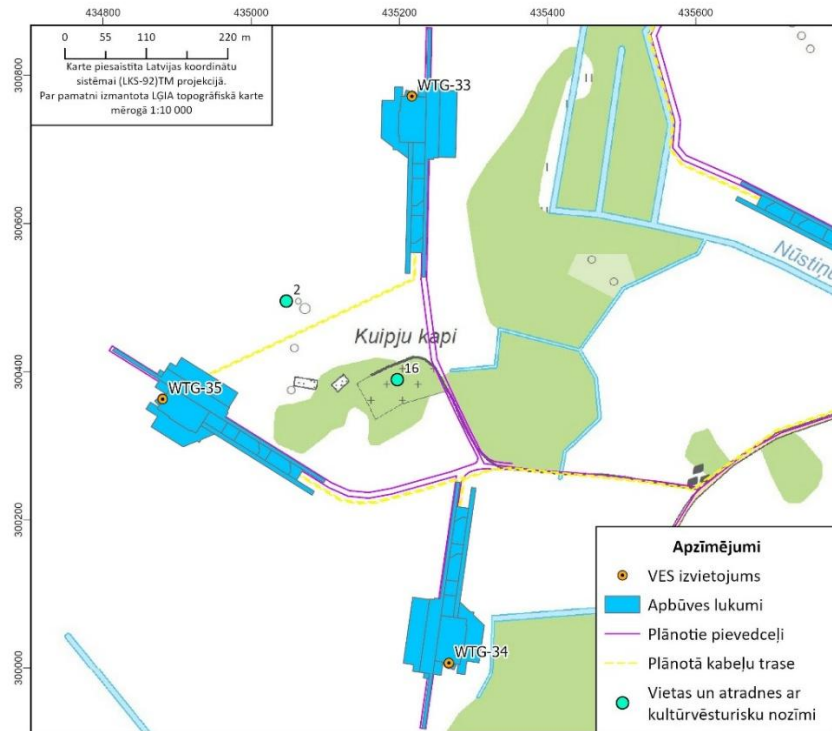 434800 435000 435200 435400 435600
0 55 110 220 m
Karte piesaistīta Latvijas koordinātu
sistēmai (LKS-92)TM projekcijā.
Par pamatni izmantota LĢIA topogrāfiskā karte
mērogā 1:10 000
300800
WTG-33
300600
Nūstiņu
2
300400
Kuipju kapi
16
WTG-35
300200
WTG-34
300000
Apzīmējumi
VES izvietojums
Apbūves lukumi
Plānotie pievedceļi
Plānotā kabeļu trase
Vietas un atradnes ar
kultūrvēsturisku nozīmi